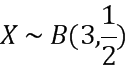 X ~ B(3,1/2)